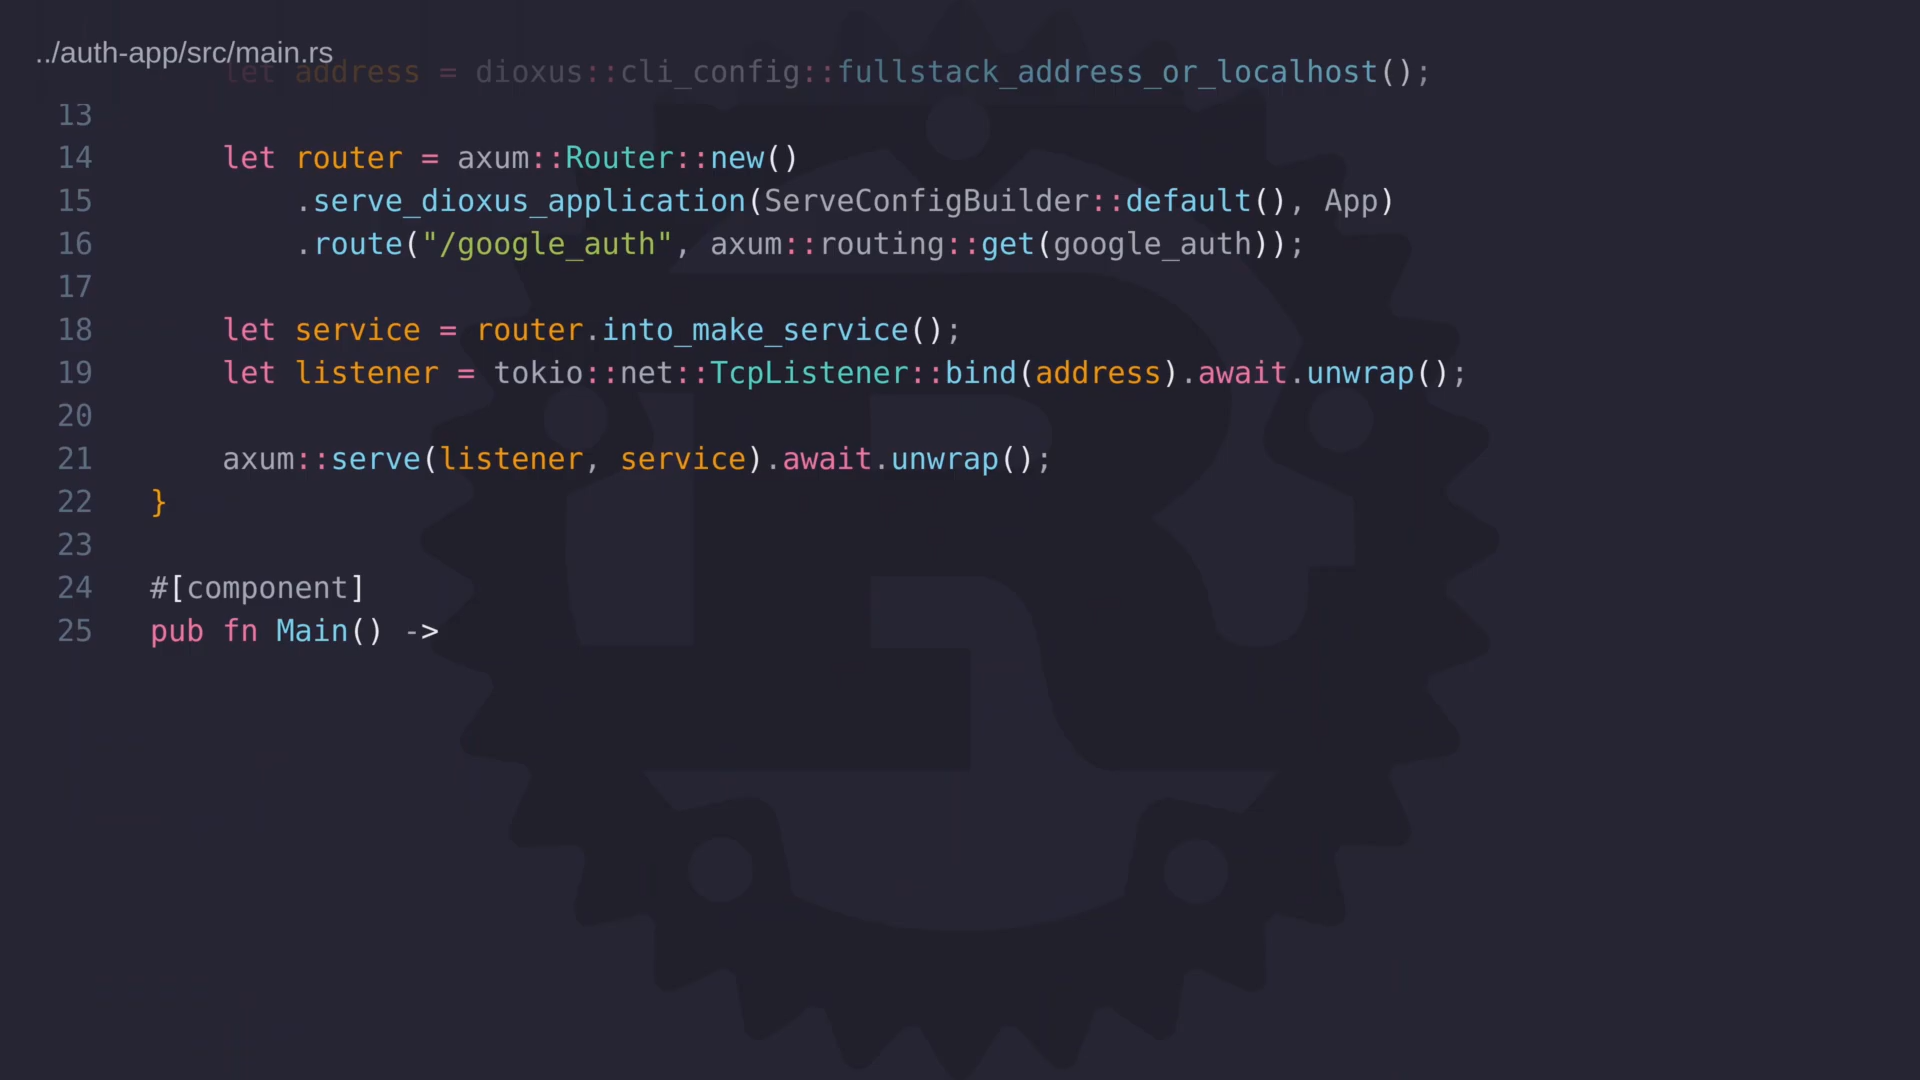 ../auth-app/src/main.rs
let address = dioxus::cli_config::fullstack_address_or_localhost();
13
14 let router = axum::Router::new()
15 .serve_dioxus_application(ServeConfigBuilder::default(), App)
16 .route("/google_auth", axum::routing::get(google_auth));
17
18 let service = router.into_make_service();
19 let listener = tokio::net::TcpListener::bind(address).await.unwrap();
20
21 axum::serve(listener, service).await.unwrap();
22 }
23
24 #[component]
25 pub fn Main() ->